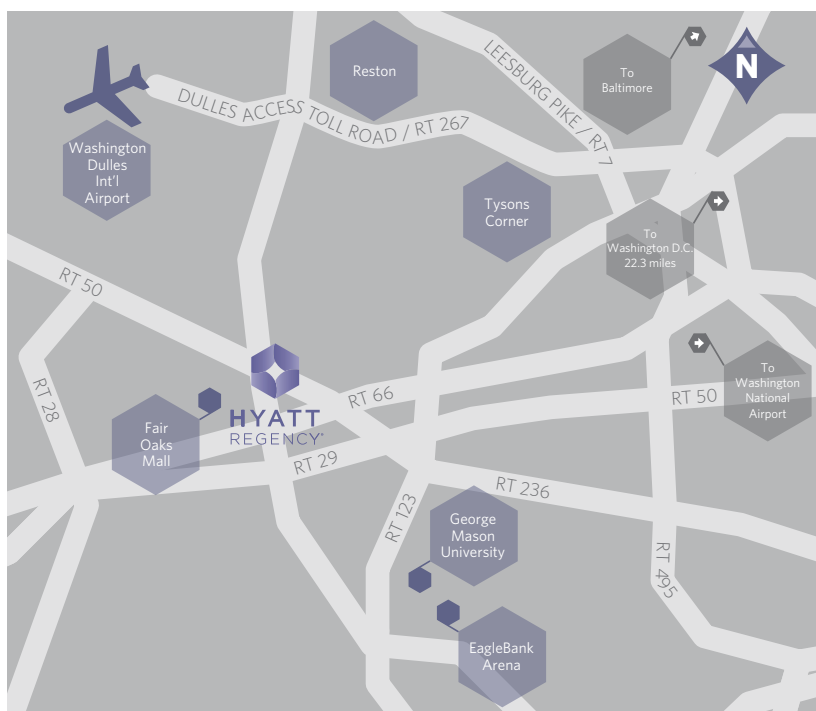 Reston
LEESBURG PIKE / RT 7
To
Baltimore
N
DULLES ACCESS TOLL ROAD / RT 267
Washington
Dulles
Int'l
Airport
Tysons
Corner
To
Washington D.C.
22.3 miles
RT 50
RT 28
Fair
Oaks
Mall
HYATT
REGENCY
RT 66
RT 29
RT 50
To
Washington
National
Airport
RT 236
RT 123
George
Mason
University
RT 495
EagleBank
Arena